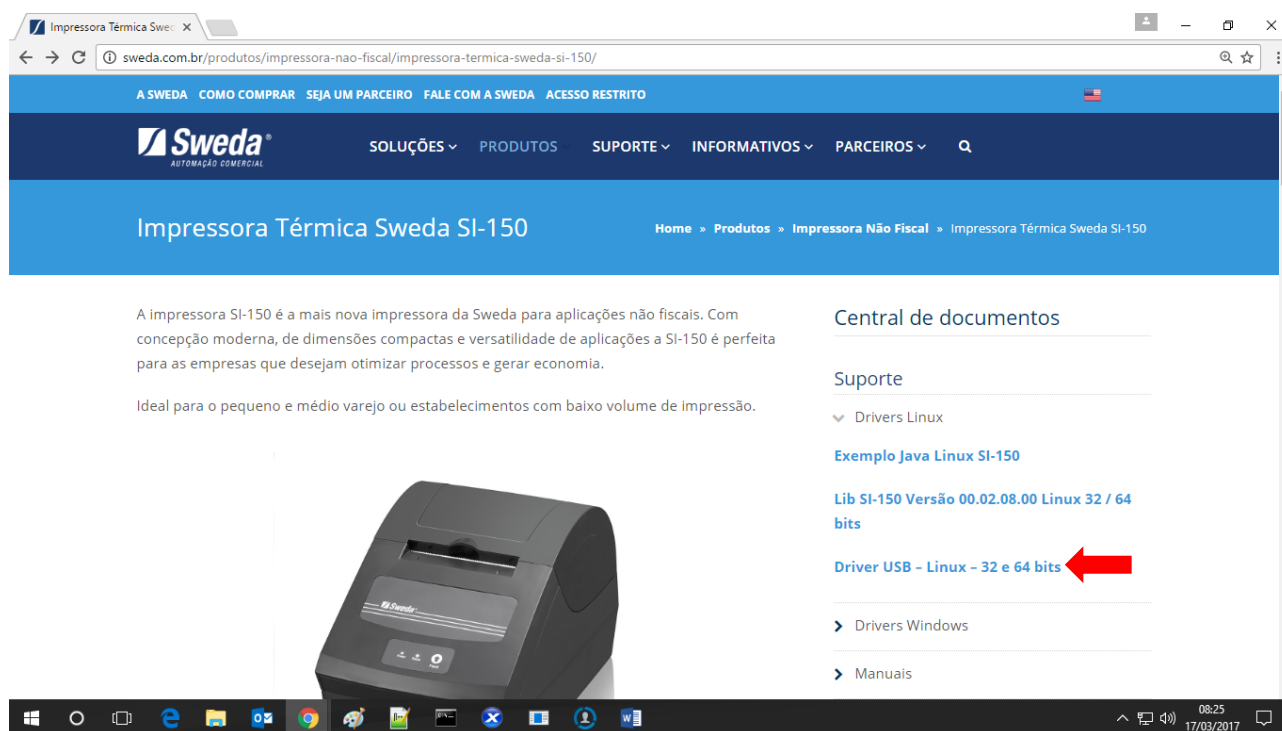 Impressora Térmica Swed
sweda.com.br/produtos/impressora-nao-fiscal/impressora-termica-sweda-si-150/
A SWEDA COMO COMPRAR SEJA UM PARCEIRO FALE COM A SWEDA ACESSO RESTRITO
Sweda®
AUTOMAÇÃO COMERCIAL
SOLUÇÕES PRODUTOS SUPORTE INFORMATIVOS PARCEIROS
Impressora Térmica Sweda SI-150
Home » Produtos » Impressora Não Fiscal » Impressora Térmica Sweda SI-150
A impressora SI-150 é a mais nova impressora da Sweda para aplicações não fiscais. Com
concepção moderna, de dimensões compactas e versatilidade de aplicações a SI-150 é perfeita
para as empresas que desejam otimizar processos e gerar economia.
Ideal para o pequeno e médio varejo ou estabelecimentos com baixo volume de impressão.
Sweda
Central de documentos
Suporte
Drivers Linux
Exemplo Java Linux SI-150
Lib SI-150 Versão 00.02.08.00 Linux 32 / 64
bits
Driver USB – Linux – 32 e 64 bits
Drivers Windows
Manuais
08:25
17/03/2017